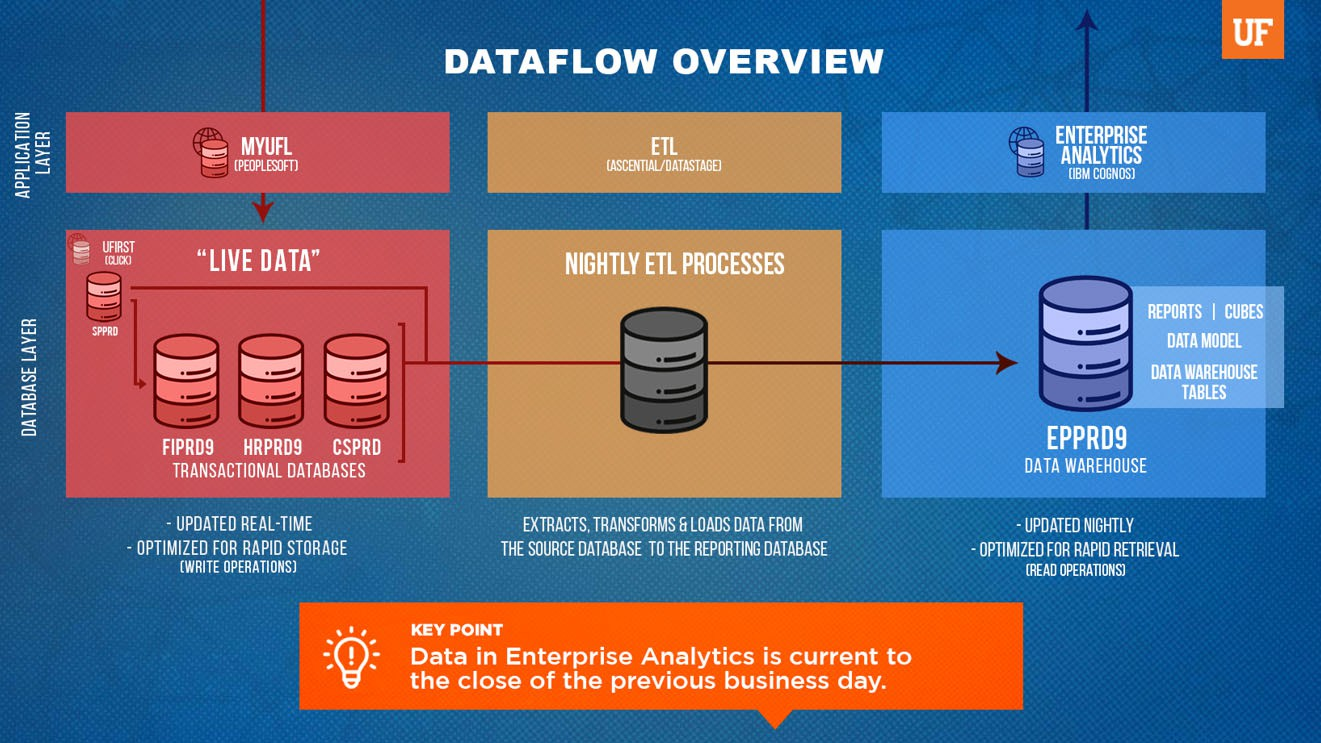 UF
DATAFLOW OVERVIEW
APPLICATION
LAYER
MYUFL
(PEOPLESOFT)
ETL
(ASCENTIAL/DATASTAGE)
ENTERPRISE
ANALYTICS
(IBM COGNOS)
DATABASE LAYER
UFIRST
(CLICK)
SPPRD
“LIVE DATA”
FIPRD9
HRPRD9
CSPRD
TRANSACTIONAL DATABASES
NIGHTLY ETL PROCESSES
REPORTS | CUBES
DATA MODEL
DATA WAREHOUSE
TABLES
EPPRD9
DATA WAREHOUSE
- UPDATED REAL-TIME
- OPTIMIZED FOR RAPID STORAGE
(WRITE OPERATIONS)
EXTRACTS, TRANSFORMS & LOADS DATA FROM
THE SOURCE DATABASE TO THE REPORTING DATABASE
- UPDATED NIGHTLY
- OPTIMIZED FOR RAPID RETRIEVAL
(READ OPERATIONS)
KEY POINT
Data in Enterprise Analytics is current to
the close of the previous business day.